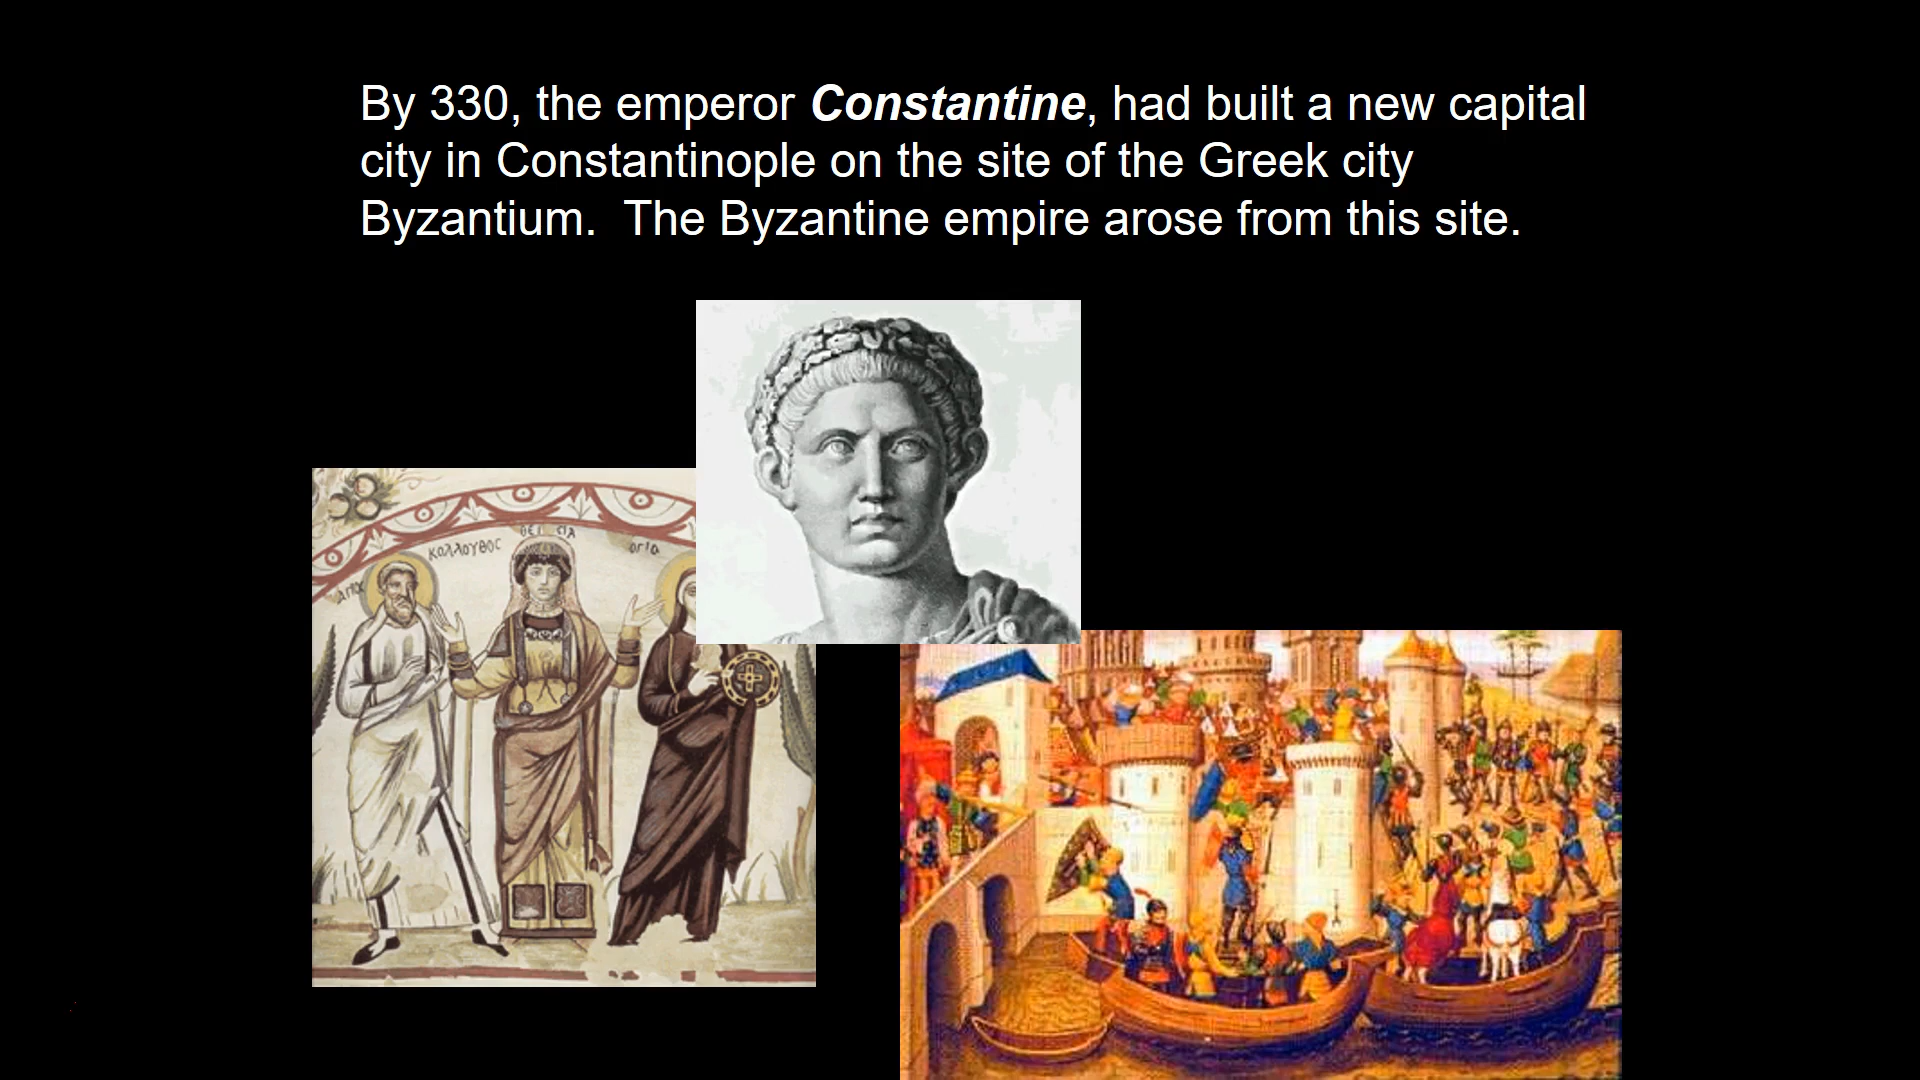 By 330, the emperor Constantine, had built a new capital
city in Constantinople on the site of the Greek city
Byzantium.  The Byzantine empire arose from this site.
ΚΟΛΛΟΥΘΟС